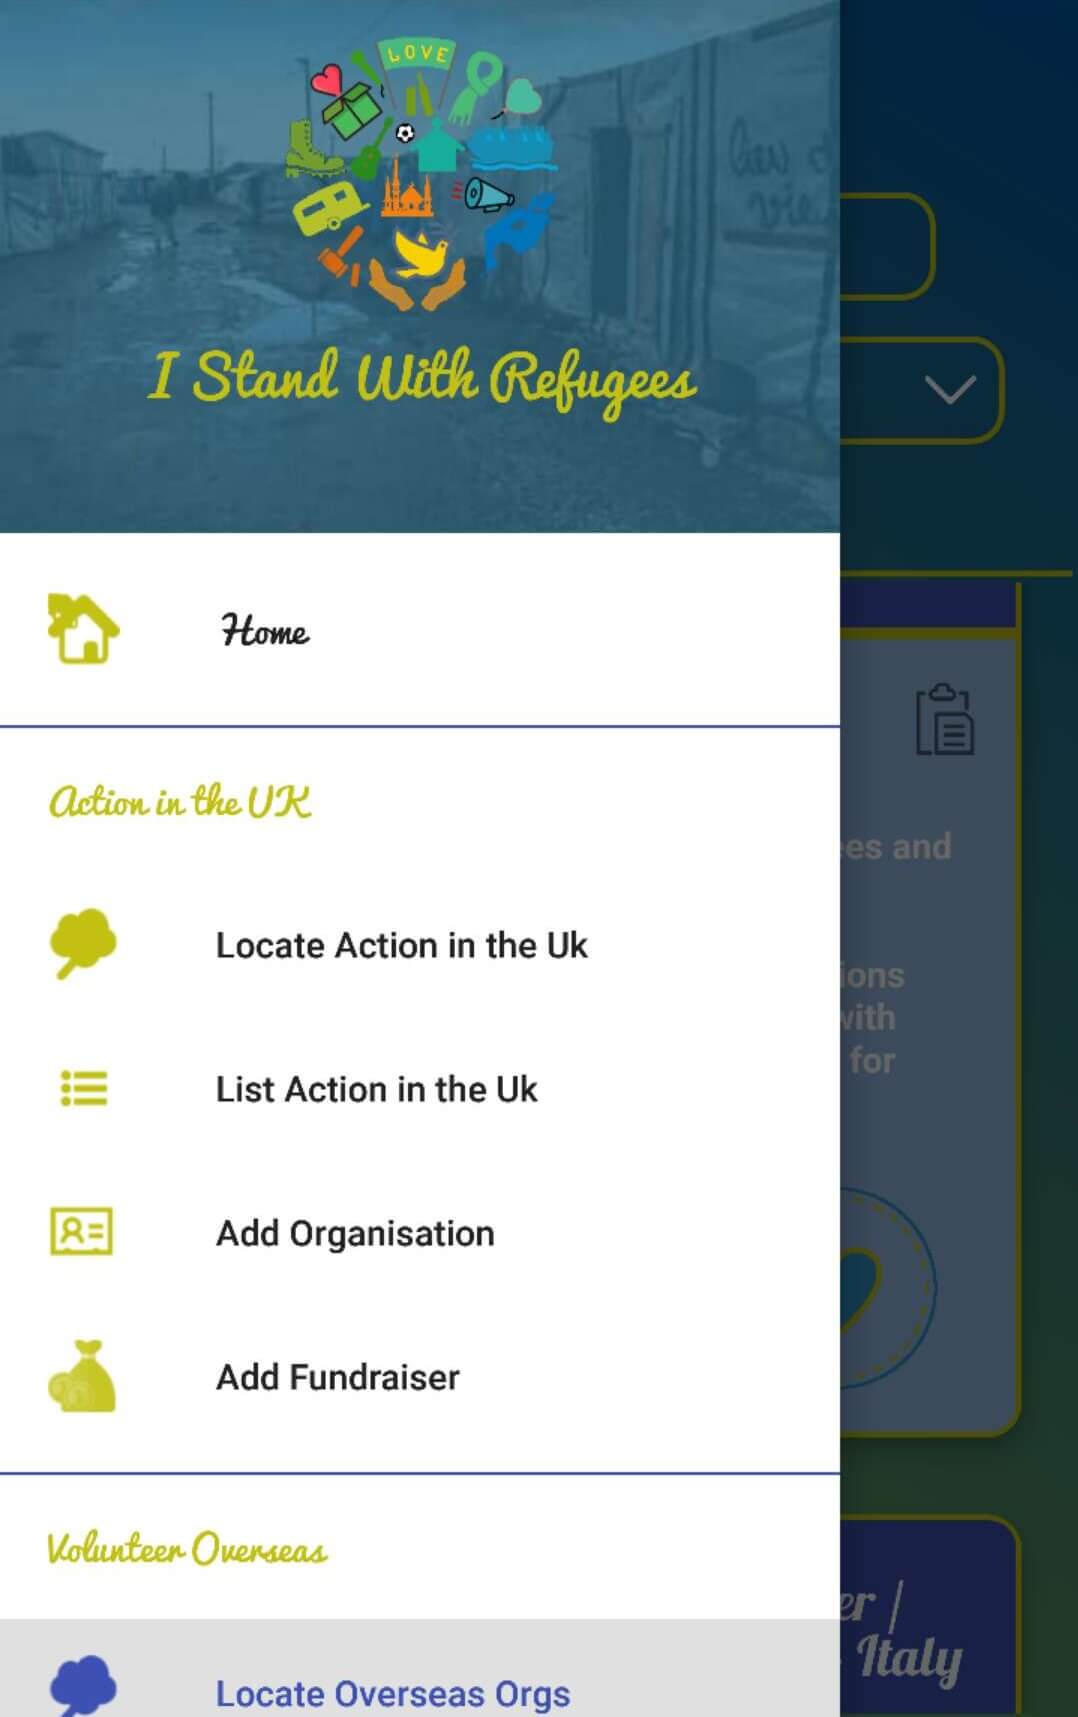 LOVE
I Stand With Refugees
Home
Action in the UK
Locate Action in the Uk
List Action in the Uk
Add Organisation
Add Fundraiser
Volunteer Overseas
Locate Overseas Orgs
ees and
ions
with
for
er |
Italy